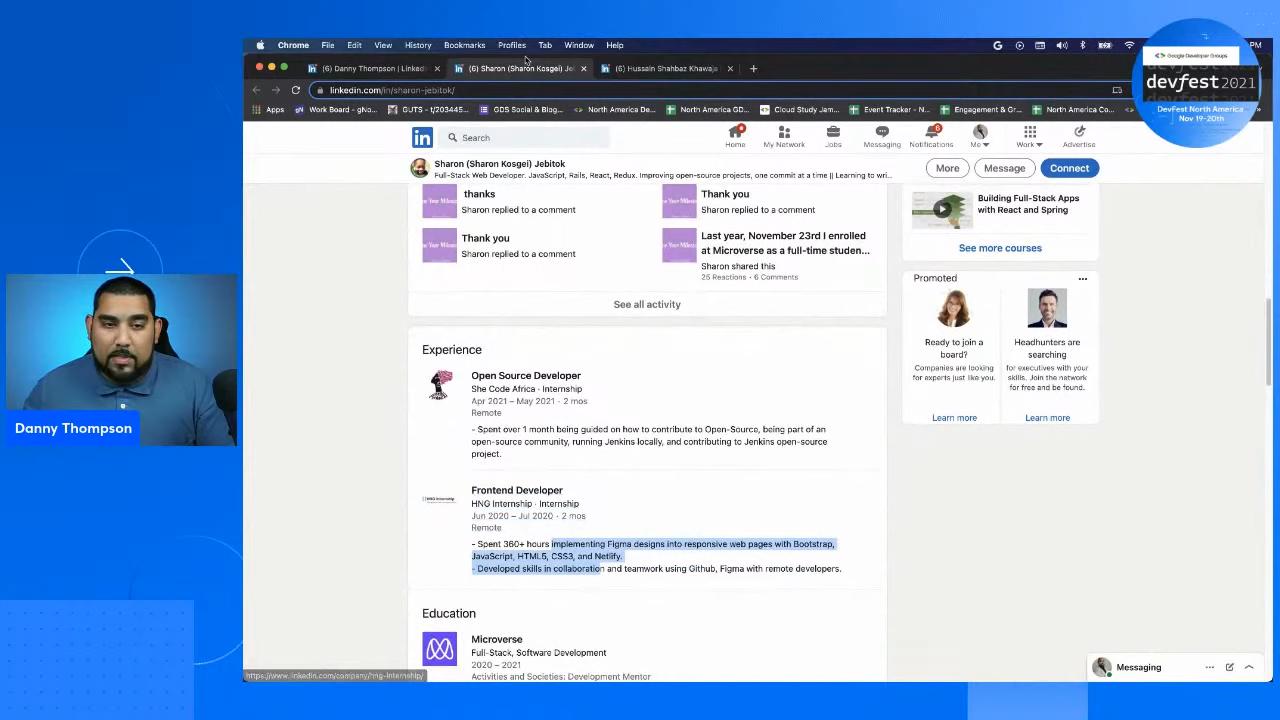 Chrome File Edit View History Bookmarks Profiles Tab Window Help
(6) Danny Thompson | Linked
(6) Sharon (Sharon Kosgei) Je
(6) Hussain Shahbaz Khawaja
linkedin.com/in/sharon-jebitok/
Apps
Work Board - gNo...
GUTS - t/203445...
GDS Social & Blog...
North America De...
North America GD...
Cloud Study Jam...
Event Tracker - N...
Engagement & Gr...
North America Co...
Google Developer Groups
devfest2021
DevFest North America
Nov 19-20th
in
Search
Home
My Network
Jobs
Messaging
Notifications
Me
Work
Advertise
Sharon (Sharon Kosgei) Jebitok
Full-Stack Web Developer. JavaScript, Rails, React, Redux. Improving open-source projects, one commit at a time || Learning to wri...
More
Message
Connect
thanks
Sharon replied to a comment
Thank you
Sharon replied to a comment
Thank you
Sharon replied to a comment
Last year, November 23rd I enrolled
at Microverse as a full-time studen...
Sharon shared this
25 Reactions • 6 Comments
See all activity
Building Full-Stack Apps
with React and Spring
See more courses
Promoted
Ready to join a
board?
Companies are looking
for experts just like you.
Learn more
Headhunters are
searching
for executives with your
skills. Join the network
for free and be found.
Learn more
Experience
Open Source Developer
She Code Africa · Internship
Apr 2021 – May 2021 · 2 mos
Remote
- Spent over 1 month being guided on how to contribute to Open-Source, being part of an
open-source community, running Jenkins locally, and contributing to Jenkins open-source
project.
Frontend Developer
HNG Internship · Internship
Jun 2020 – Jul 2020 · 2 mos
Remote
- Spent 360+ hours implementing Figma designs into responsive web pages with Bootstrap,
JavaScript, HTML5, CSS3, and Netlify.
- Developed skills in collaboration and teamwork using Github, Figma with remote developers.
Education
Microverse
Full-Stack, Software Development
2020 – 2021
Activities and Societies: Development Mentor
https://www.linkedin.com/company/hng-internship/
Messaging
Danny Thompson